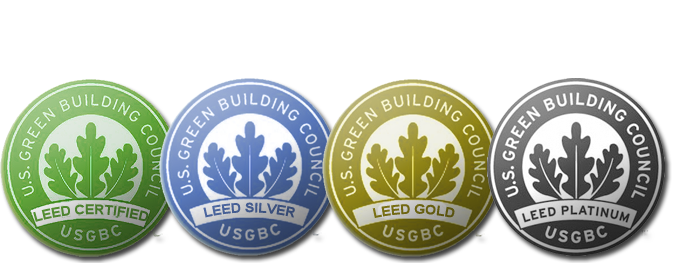 U.S. GREEN BUILDING COUNCIL
LEED CERTIFIED
USGBC
U.S. GREEN BUILDING COUNCIL
LEED SILVER
USGBC
U.S. GREEN BUILDING COUNCIL
LEED GOLD
USGBC
U.S. GREEN BUILDING COUNCIL
LEED PLATINUM
USGBC